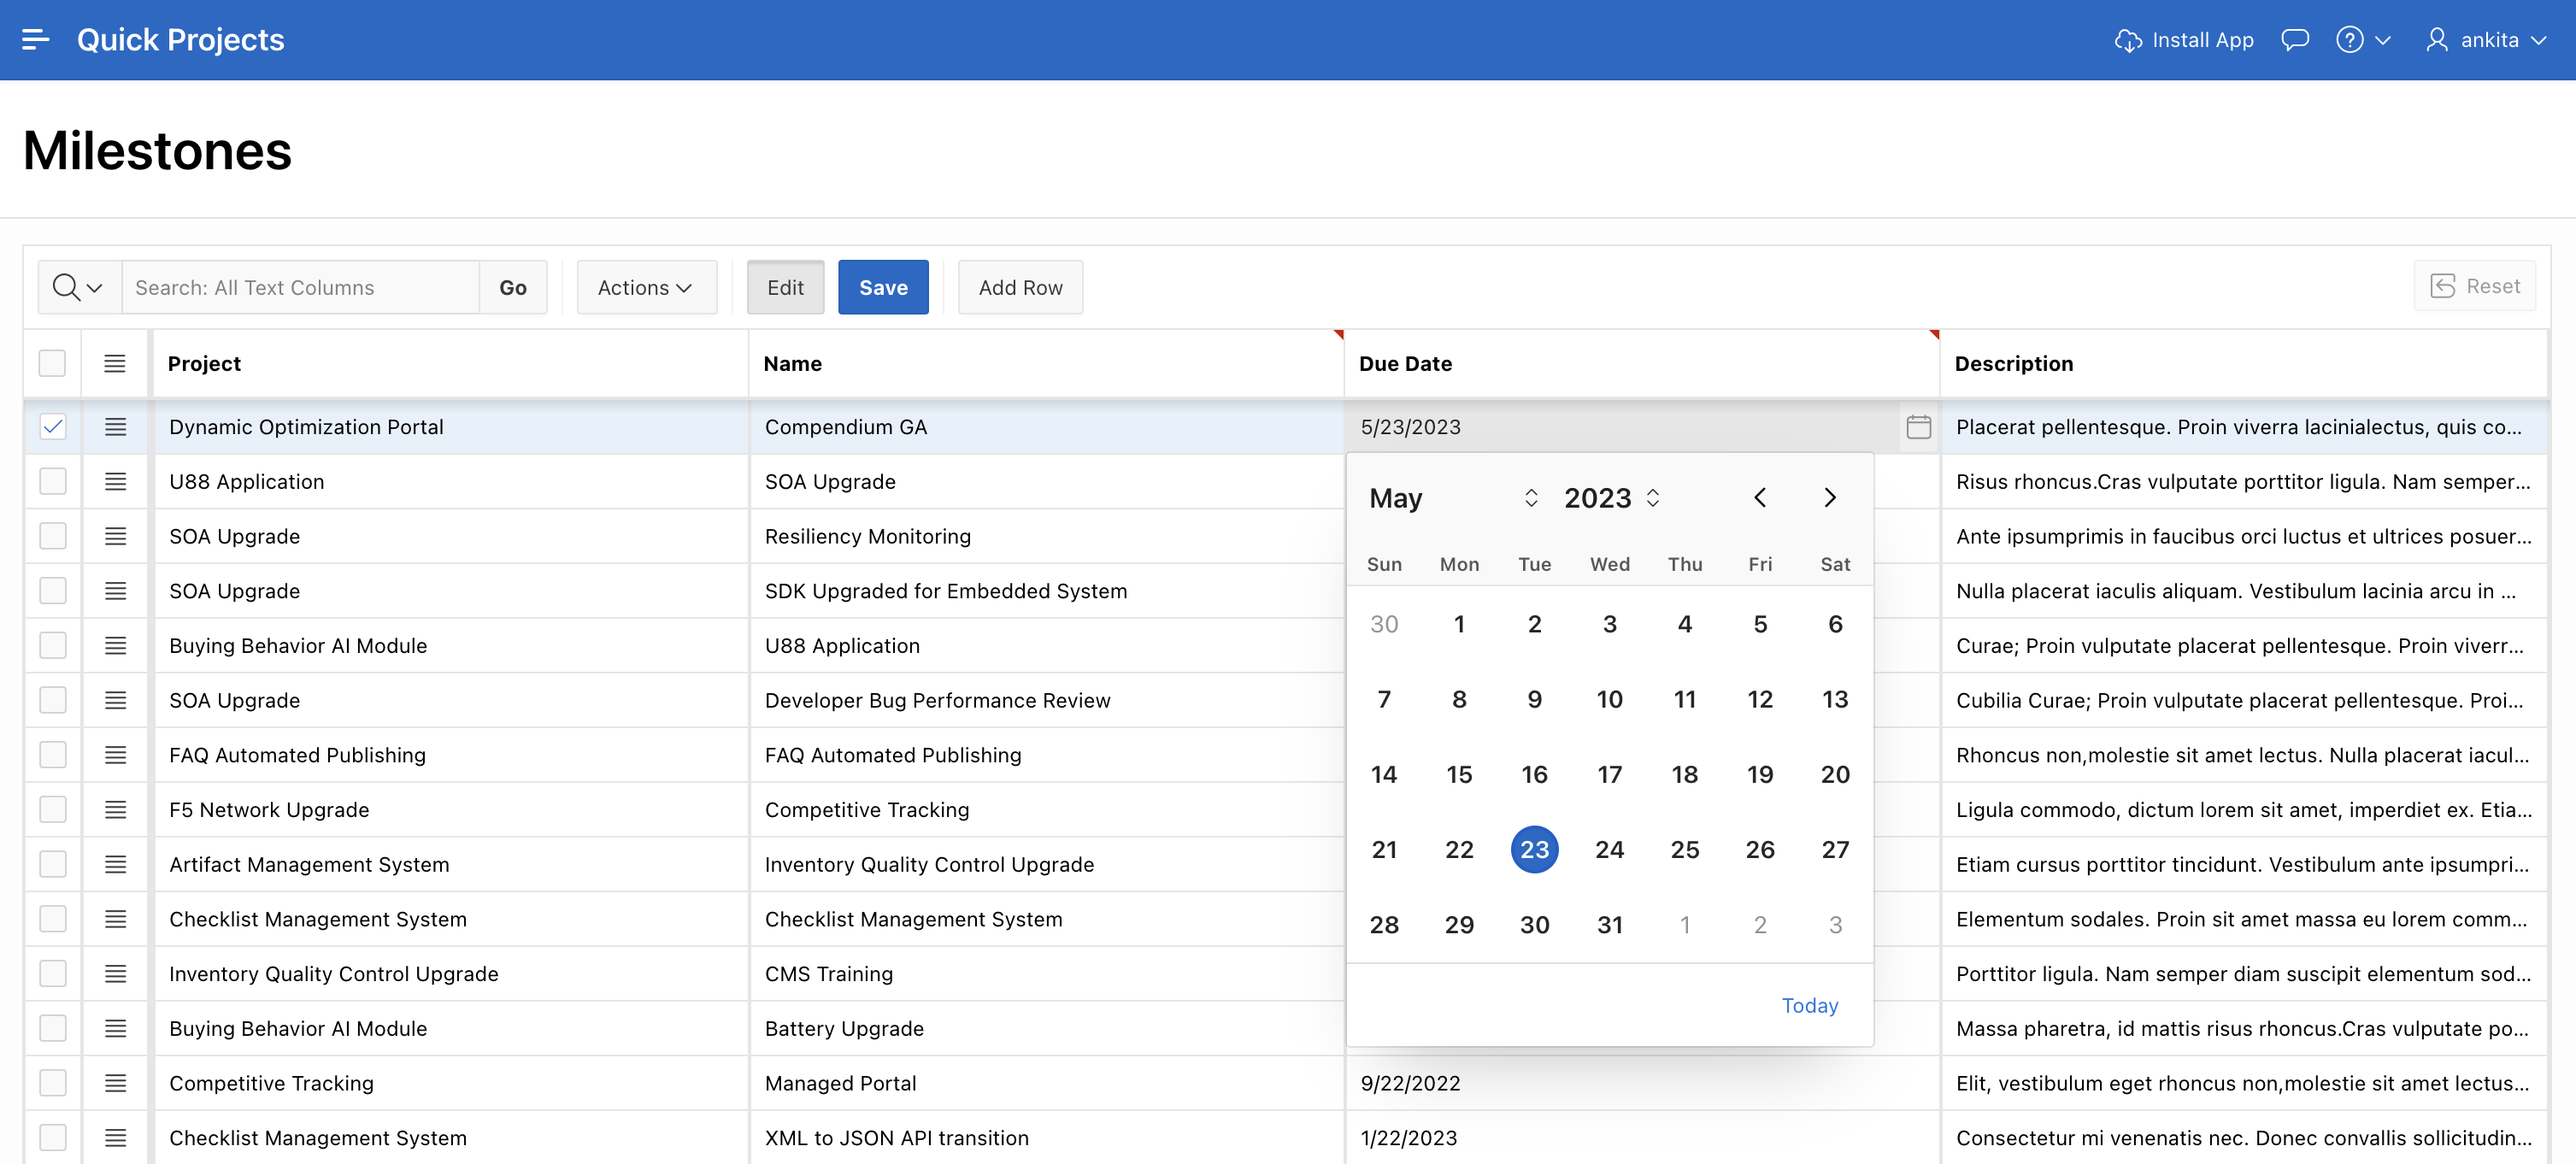 Quick Projects
Install App
ankita
Milestones
Search: All Text Columns
Go
Actions
Edit
Save
Add Row
Reset
Project Name Due Date Description
Dynamic Optimization Portal Compendium GA 5/23/2023 Placerat pellentesque. Proin viverra lacinialectus, quis co...
U88 Application SOA Upgrade Risus rhoncus.Cras vulputate porttitor ligula. Nam semper...
SOA Upgrade Resiliency Monitoring Ante ipsumprimis in faucibus orci luctus et ultrices posuer...
SOA Upgrade SDK Upgraded for Embedded System Nulla placerat iaculis aliquam. Vestibulum lacinia arcu in ...
Buying Behavior AI Module U88 Application Curae; Proin vulputate placerat pellentesque. Proin viverr...
SOA Upgrade Developer Bug Performance Review Cubilia Curae; Proin vulputate placerat pellentesque. Proi...
FAQ Automated Publishing FAQ Automated Publishing Rhoncus non,molestie sit amet lectus. Nulla placerat iacul...
F5 Network Upgrade Competitive Tracking Ligula commodo, dictum lorem sit amet, imperdiet ex. Etia...
Artifact Management System Inventory Quality Control Upgrade Etiam cursus porttitor tincidunt. Vestibulum ante ipsumpri...
Checklist Management System Checklist Management System Elementum sodales. Proin sit amet massa eu lorem comm...
Inventory Quality Control Upgrade CMS Training Porttitor ligula. Nam semper diam suscipit elementum sod...
Buying Behavior AI Module Battery Upgrade Massa pharetra, id mattis risus rhoncus.Cras vulputate po...
Competitive Tracking Managed Portal 9/22/2022 Elit, vestibulum eget rhoncus non,molestie sit amet lectus...
Checklist Management System XML to JSON API transition 1/22/2023 Consectetur mi venenatis nec. Donec convallis sollicitudin...
May 2023
Sun Mon Tue Wed Thu Fri Sat
30 1 2 3 4 5 6
7 8 9 10 11 12 13
14 15 16 17 18 19 20
21 22 23 24 25 26 27
28 29 30 31 1 2 3
Today